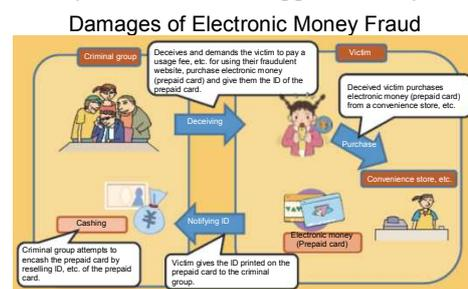 Damages of Electronic Money Fraud
Criminal group
Deceives and demands the victim to pay a
usage fee, etc. for using their fraudulent
website, purchase electronic money
(prepaid card) and give them the ID of the
prepaid card.
Victim
Deceived victim purchases
electronic money (prepaid card)
from a convenience store, etc.
Deceiving
Purchase
Convenience store, etc.
Cashing
Notifying ID
Electronic money
(Prepaid card)
Criminal group attempts to
encash the prepaid card by
reselling ID, etc. of the prepaid
card.
Victim gives the ID printed on the
prepaid card to the criminal
group.